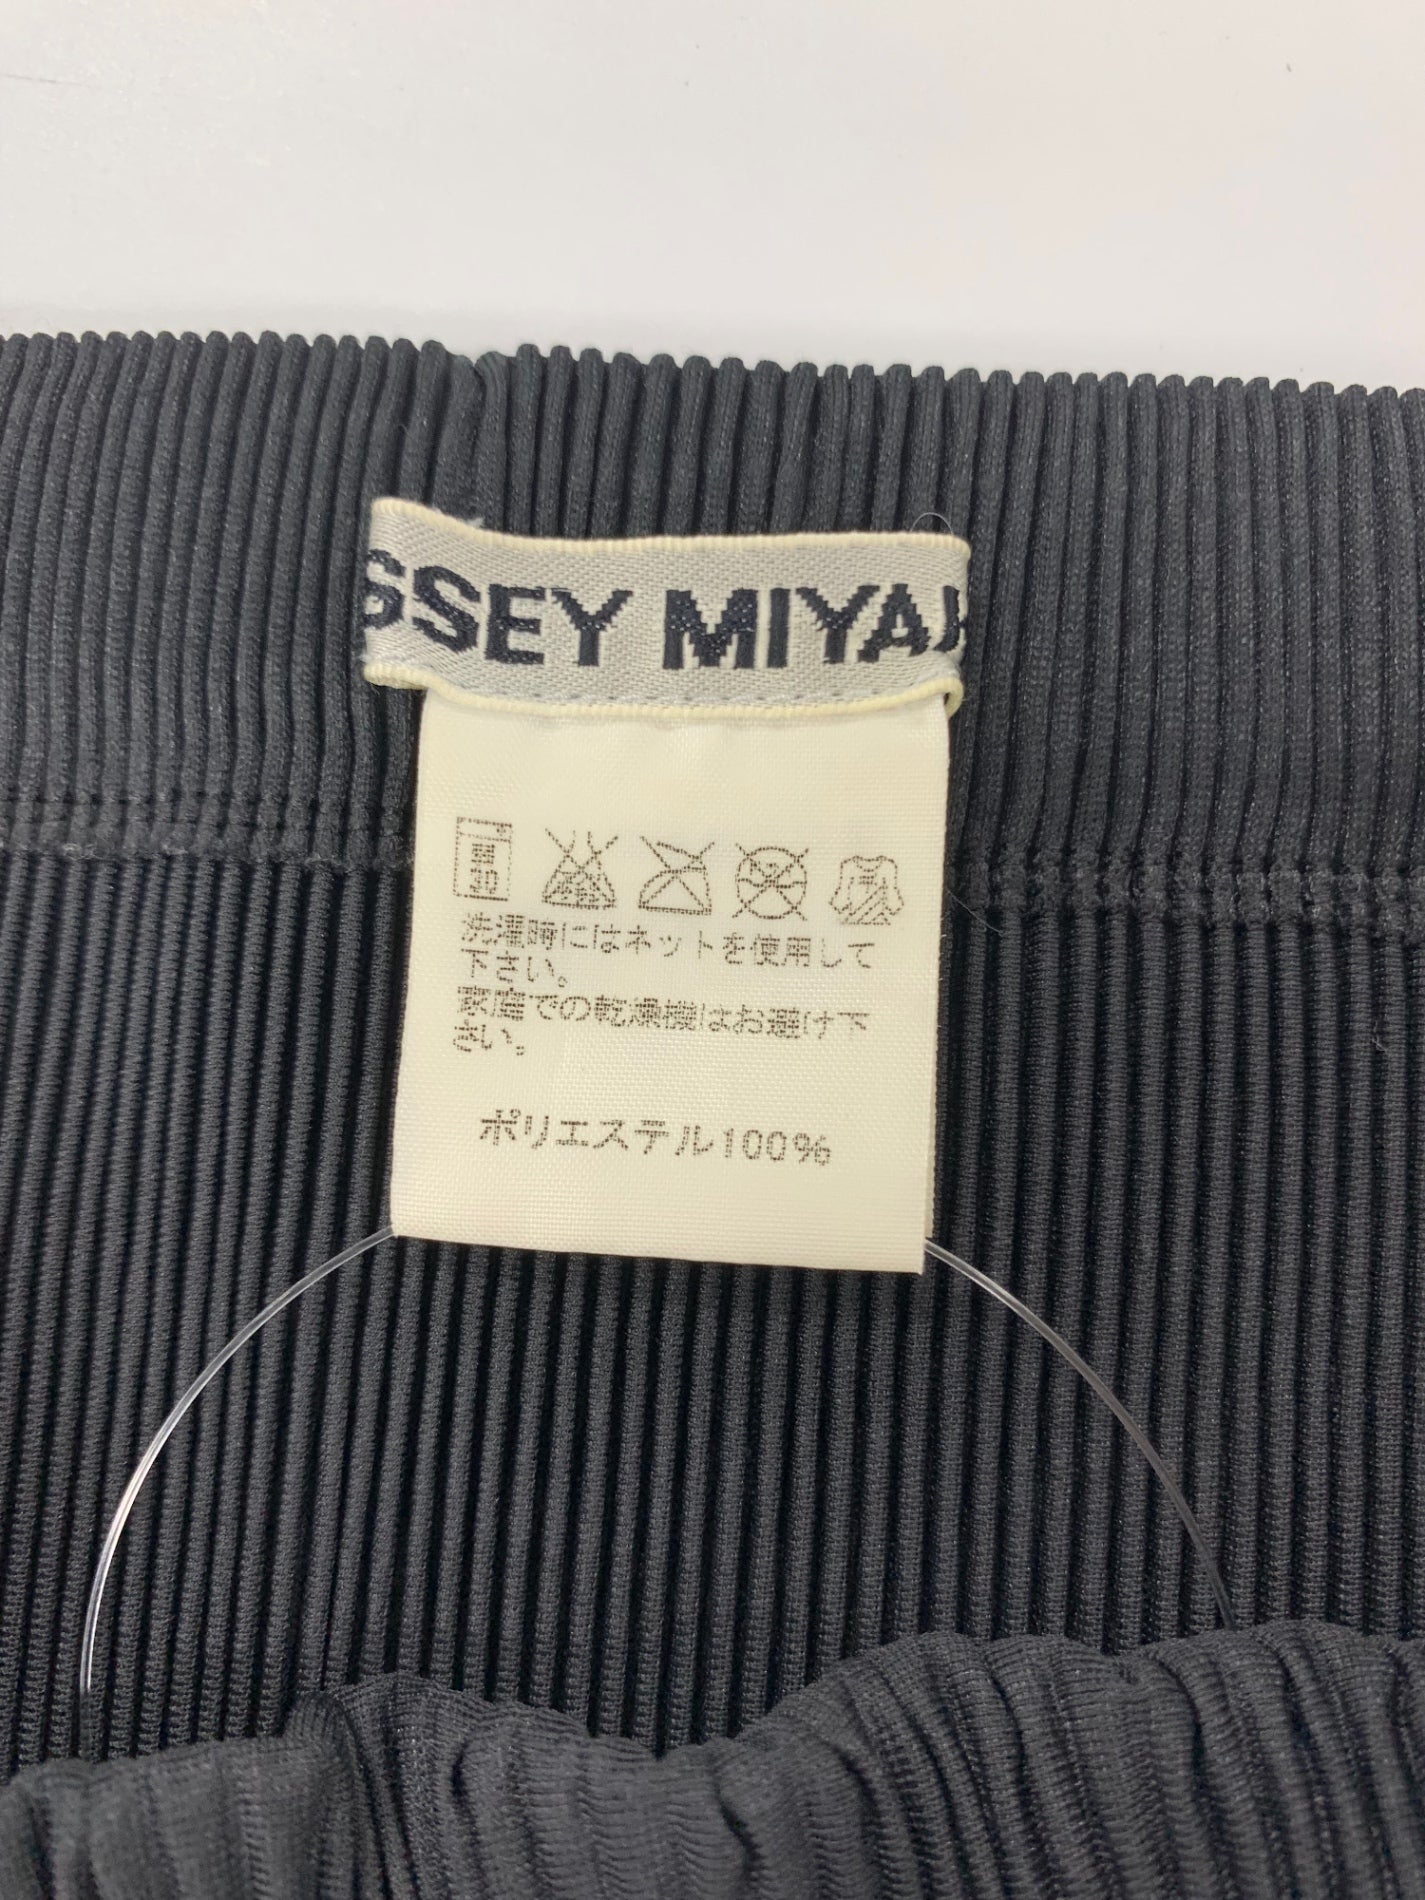 SSEY MIYA
洗濯時にはネットを使用して
下さい。
家庭での乾燥機はお避け下
さい。
ポリエステル100%